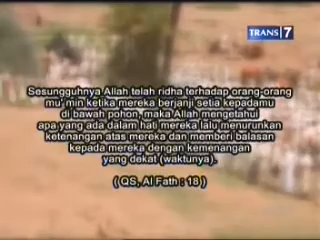 TRANS 7
Sesungguhnya Allah telah ridha terhadap orang-orang
mu' min ketika mereka berjanji setia kepadamu
di bawah pohon, maka Allah mengetahui
apa yang ada dalam hati mereka lalu menurunkan
ketenangan atas mereka dan memberi balasan
kepada mereka dengan kemenangan
yang dekat (waktunya).
( QS, Al Fath : 18 )